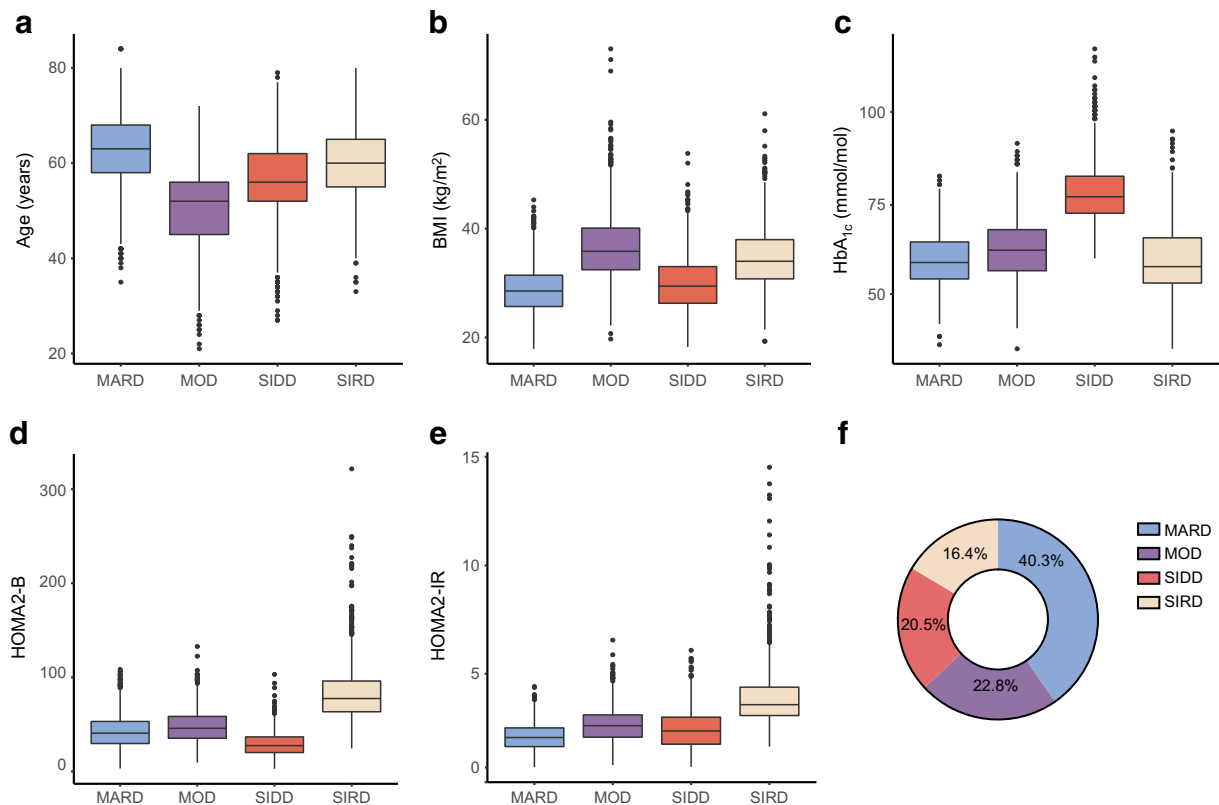 a
Age (years)
80
60
40
20
MARD MOD SIDD SIRD
b
BMI (kg/m²)
60
40
20
MARD MOD SIDD SIRD
c
HbA1c (mmol/mol)
100
75
50
MARD MOD SIDD SIRD
d
HOMA2-B
300
200
100
0
MARD MOD SIDD SIRD
e
HOMA2-IR
15
10
5
0
MARD MOD SIDD SIRD
f
16.4%
40.3%
20.5%
22.8%
MARD
MOD
SIDD
SIRD